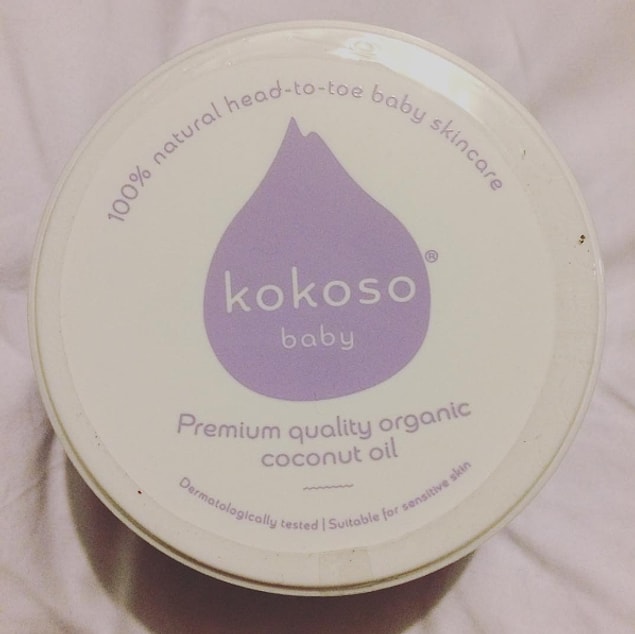 100% natural head-to-toe baby skincare
kokoso®
baby
Premium quality organic
coconut oil
Dermatologically tested | Suitable for sensitive skin